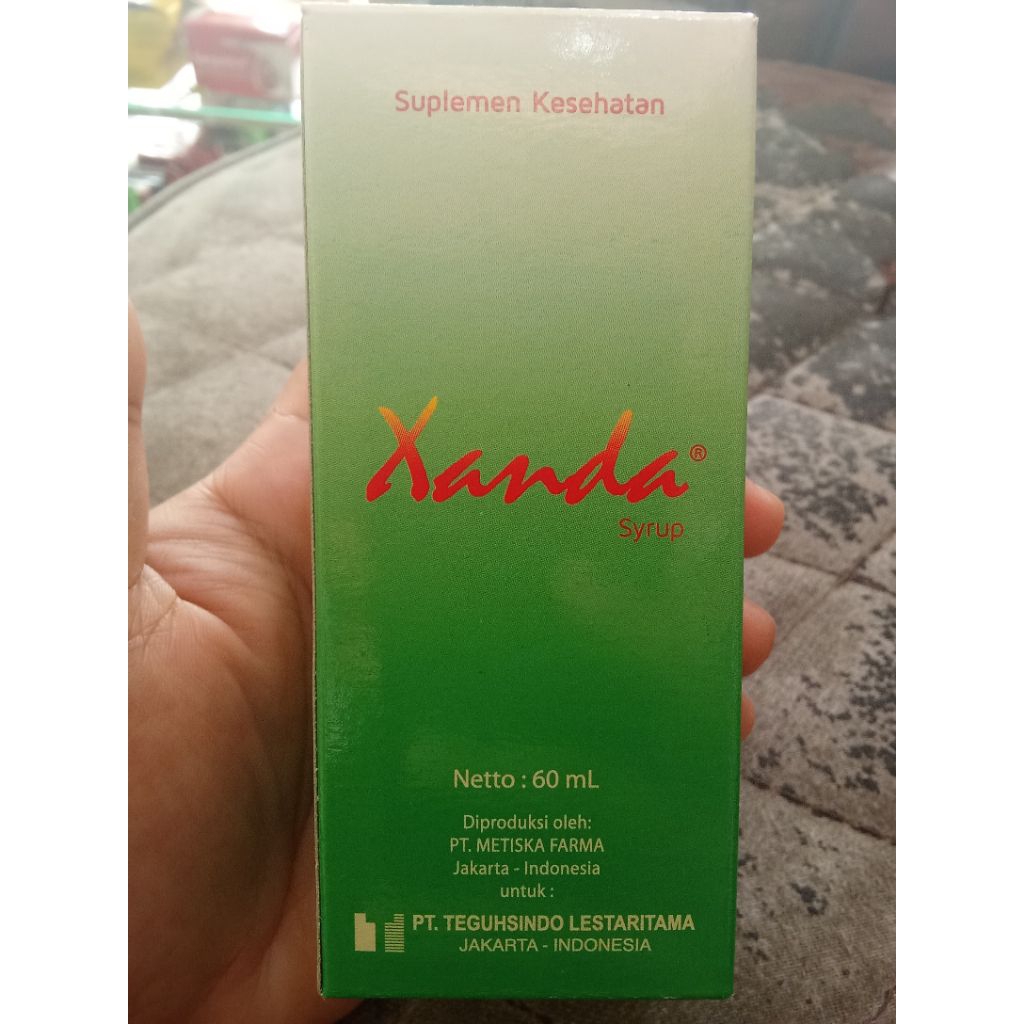 Suplemen Kesehatan
Xanda®
Syrup
Netto : 60 mL
Diproduksi oleh:
PT. METISKA FARMA
Jakarta - Indonesia
untuk :
PT. TEGUHSINDO LESTARITAMA
JAKARTA - INDONESIA